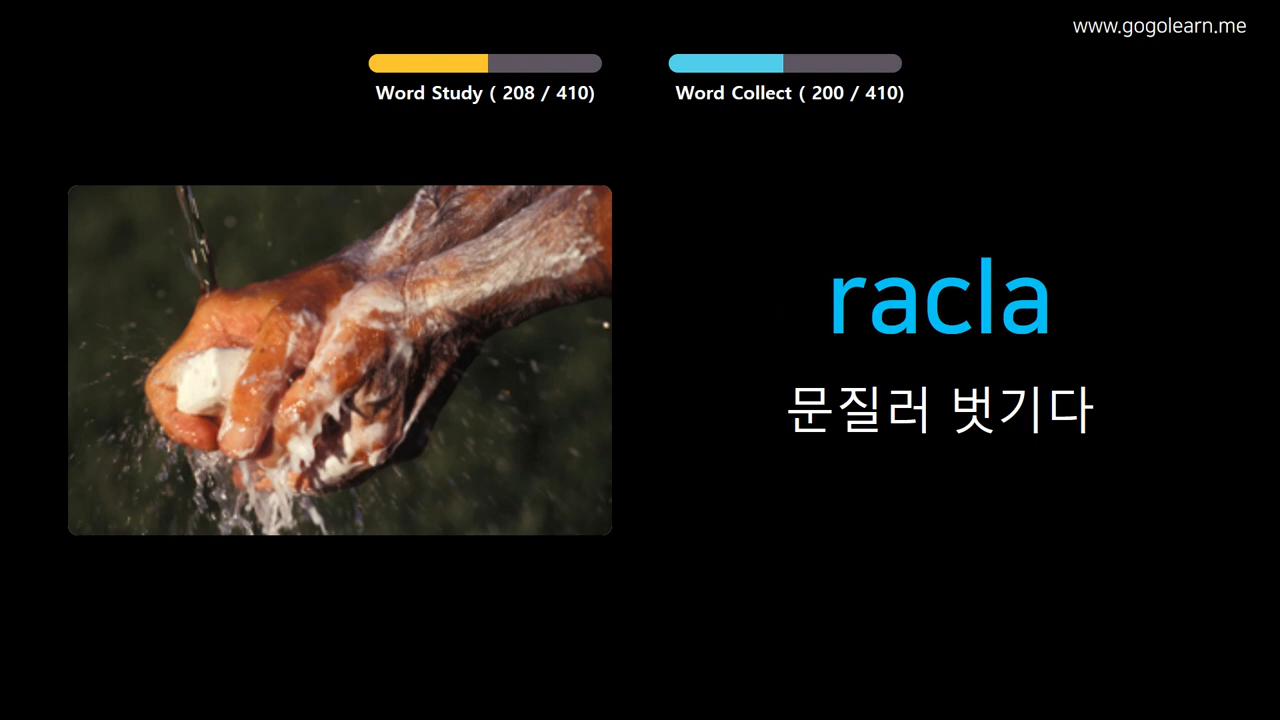 www.gogolearn.me
Word Study ( 208 / 410)
Word Collect ( 200 / 410)
racla
문질러 벗기다